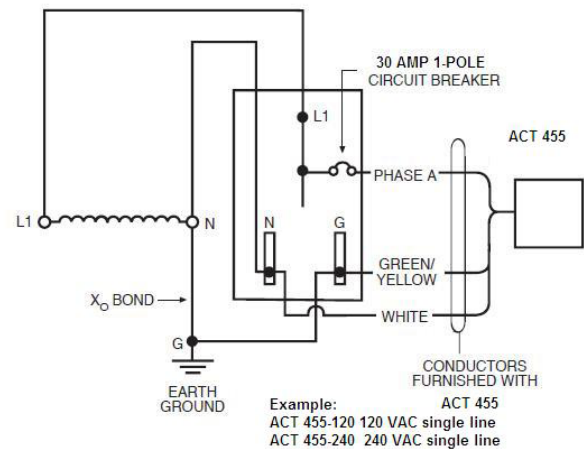 30 AMP 1-POLE
CIRCUIT BREAKER
L1
ACT 455
PHASE A
L1
N
N
G
GREEN/
YELLOW
XO BOND
WHITE
G
EARTH
GROUND
CONDUCTORS
FURNISHED WITH
ACT 455
Example:
ACT 455-120 120 VAC single line
ACT 455-240 240 VAC single line